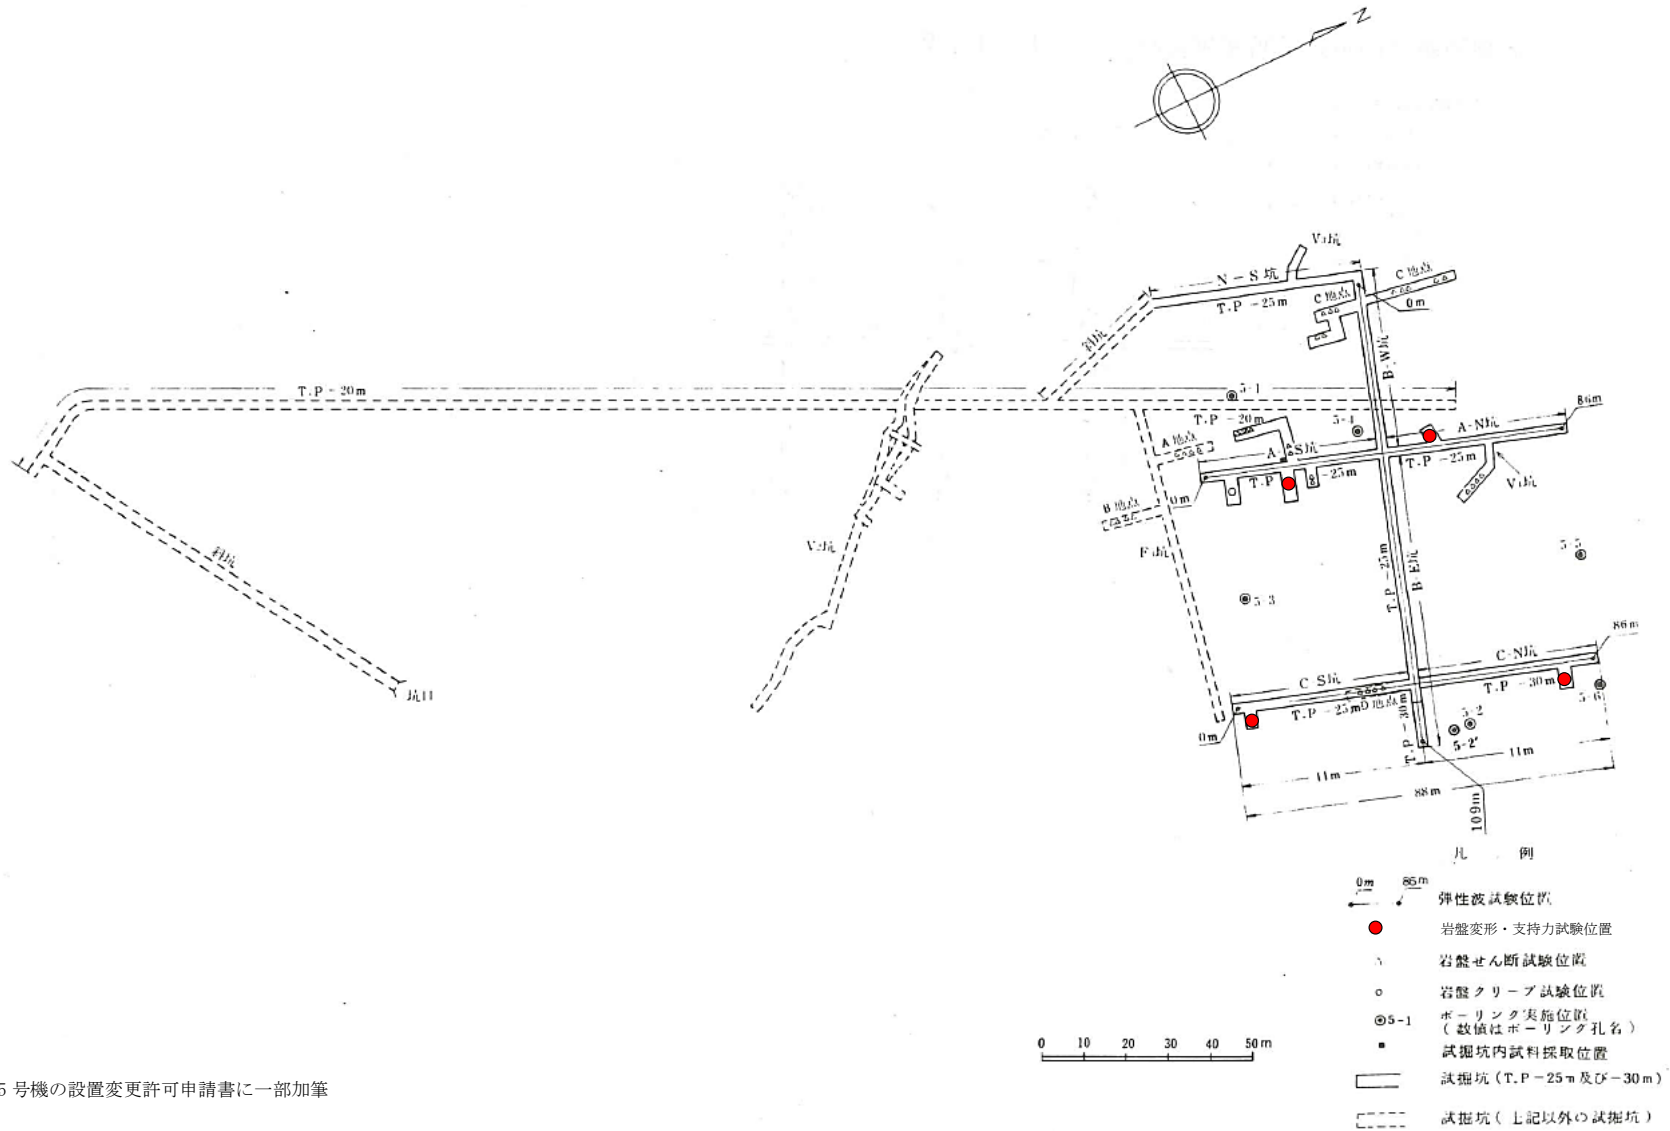 N
V3坑
N-S坑
C地点
T.P -25m
C地点
0m
斜坑
B-W坑
T.P -20m
5-1
86m
T.P -20m
5-4
A-N坑
A地点
A-S坑
T.P -25m
T.P -25m
V1坑
0m
B地点
V2坑
F坑
5-5
斜坑
T.P -25m
B-E坑
5-3
86m
C-N坑
C-S坑
坑口
T.P -30m
T.P -25m
D地点
5-6
5-2
0m
T.P -30m
5-2'
11m
11m
88m
109m
凡 例
0m 86m 弾性波試験位置
岩盤変形・支持力試験位置
岩盤せん断試験位置
岩盤クリープ試験位置
5-1 ボーリング実施位置
(数値はボーリング孔名)
試掘坑内試料採取位置
0 10 20 30 40 50m
試掘坑(T.P-25m及び-30m)
5号機の設置変更許可申請書に一部加筆
試掘坑(上記以外の試掘坑)